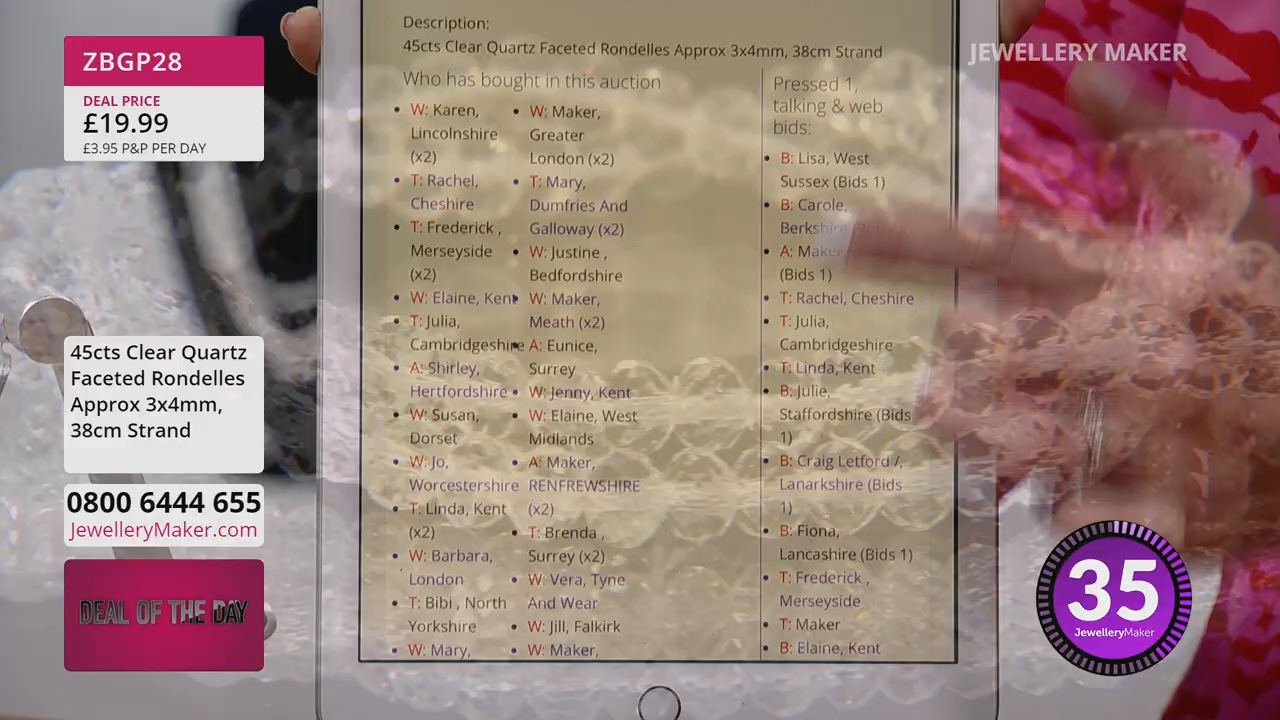 ZBGP28
DEAL PRICE
£19.99
£3.95 P&P PER DAY
45cts Clear Quartz
Faceted Rondelles
Approx 3x4mm,
38cm Strand
0800 6444 655
JewelleryMaker.com
DEAL OF THE DAY
Description:
45cts Clear Quartz Faceted Rondelles Approx 3x4mm, 38cm Strand
Who has bought in this auction
W: Karen,
Lincolnshire
(x2)
T: Rachel,
Cheshire
T: Frederick ,
Merseyside
(x2)
W: Elaine, Kent
T: Julia,
Cambridgeshire
A: Shirley,
Hertfordshire
W: Susan,
Dorset
W: Jo,
Worcestershire
T: Linda, Kent
(x2)
W: Barbara,
London
T: Bibi , North
Yorkshire
W: Mary,
W: Maker,
Greater
London (x2)
T: Mary,
Dumfries And
Galloway (x2)
W: Justine ,
Bedfordshire
W: Maker,
Meath (x2)
A: Eunice,
Surrey
W: Jenny, Kent
W: Elaine, West
Midlands
A: Maker,
RENFREWSHIRE
(x2)
T: Brenda ,
Surrey (x2)
W: Vera, Tyne
And Wear
W: Jill, Falkirk
W: Maker,
Pressed 1,
talking & web
bids:
B: Lisa, West
Sussex (Bids 1)
B: Carole,
Berkshire
A: Maker
(Bids 1)
T: Rachel, Cheshire
T: Julia,
Cambridgeshire
T: Linda, Kent
B: Julie,
Staffordshire (Bids
1)
B: Craig Letford /,
Lanarkshire (Bids
1)
B: Fiona,
Lancashire (Bids 1)
T: Frederick ,
Merseyside
T: Maker
B: Elaine, Kent
JEWELLERY MAKER
35
JewelleryMaker